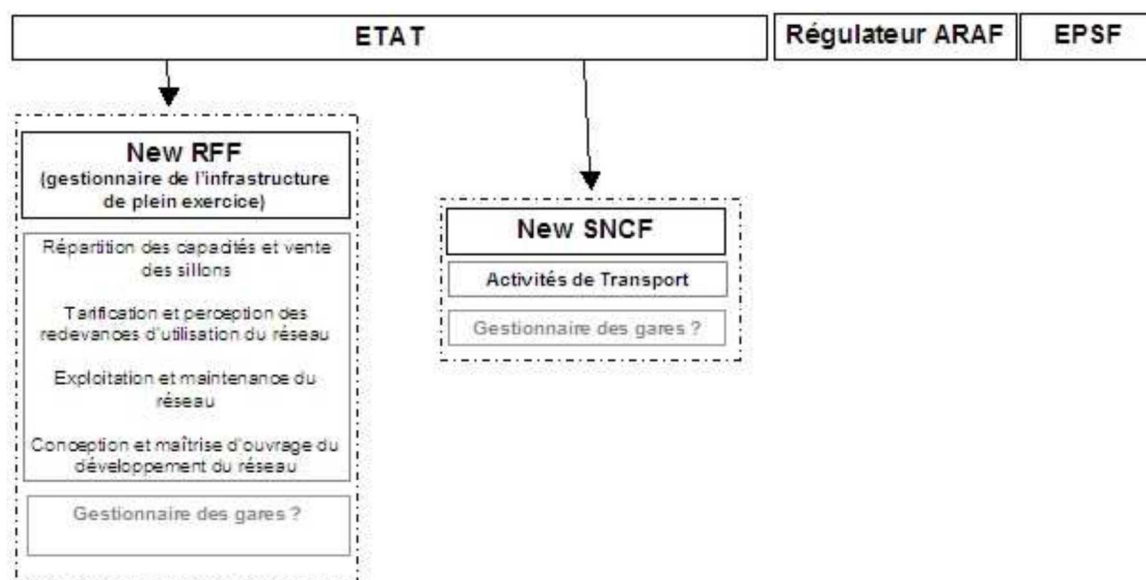 ETAT
Régulateur ARAF
EPSF
New RFF
(gestionnaire de l'infrastructure
de plein exercice)
Répartition des capacités et vente
des sillons
Tarification et perception des
redevances d'utilisation du réseau
Exploitation et maintenance du
réseau
Conception et maîtrise d'ouvrage du
développement du réseau
Gestionnaire des gares ?
New SNCF
Activités de Transport
Gestionnaire des gares ?